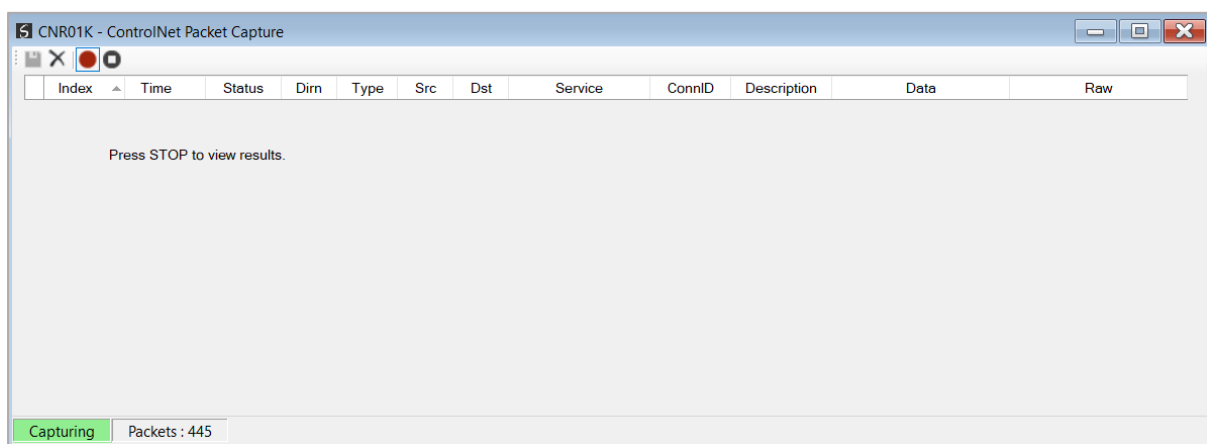 CNR01K - ControlNet Packet Capture
Index Time Status Dirn Type Src Dst Service ConnID Description Data Raw
Press STOP to view results.
Capturing Packets : 445